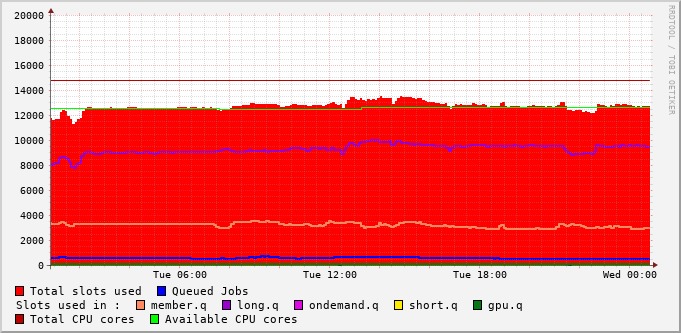 20000
18000
16000
14000
12000
10000
8000
6000
4000
2000
0
Tue 06:00 Tue 12:00 Tue 18:00 Wed 00:00
RRDTOOL / TOBI OETIKER
Total slots used Queued Jobs
Slots used in : member.q long.q ondemand.q short.q gpu.q
Total CPU cores Available CPU cores